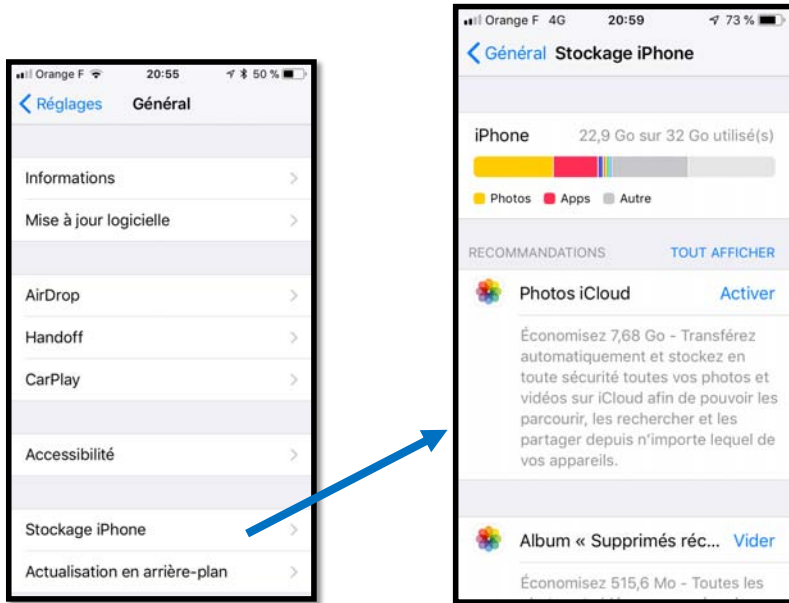 Orange F
20:55
50 %
Réglages
Général
Informations
Mise à jour logicielle
AirDrop
Handoff
CarPlay
Accessibilité
Stockage iPhone
Actualisation en arrière-plan
Orange F 4G
20:59
73 %
Général
Stockage iPhone
iPhone
22,9 Go sur 32 Go utilisé(s)
Photos
Apps
Autre
RECOMMANDATIONS
TOUT AFFICHER
Photos iCloud
Activer
Économisez 7,68 Go - Transférez
automatiquement et stockez en
toute sécurité toutes vos photos et
vidéos sur iCloud afin de pouvoir les
parcourir, les rechercher et les
partager depuis n'importe lequel de
vos appareils.
Album « Supprimés réc...
Vider
Économisez 515,6 Mo - Toutes les